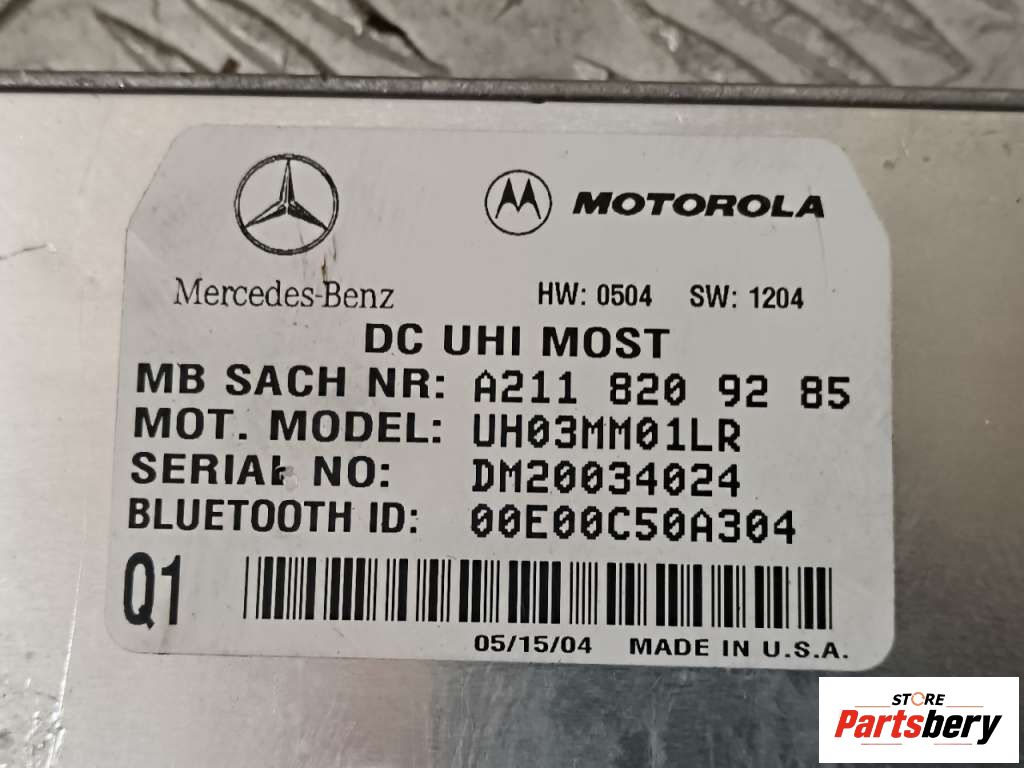 MOTOROLA
Mercedes-Benz
HW: 0504 SW: 1204
DC UHI MOST
MB SACH NR: A211 820 92 85
MOT. MODEL: UH03MM01LR
SERIAL NO: DM20034024
BLUETOOTH ID: 00E00C50A304
Q1
05/15/04 MADE IN U.S.A.
STORE
Partsbery